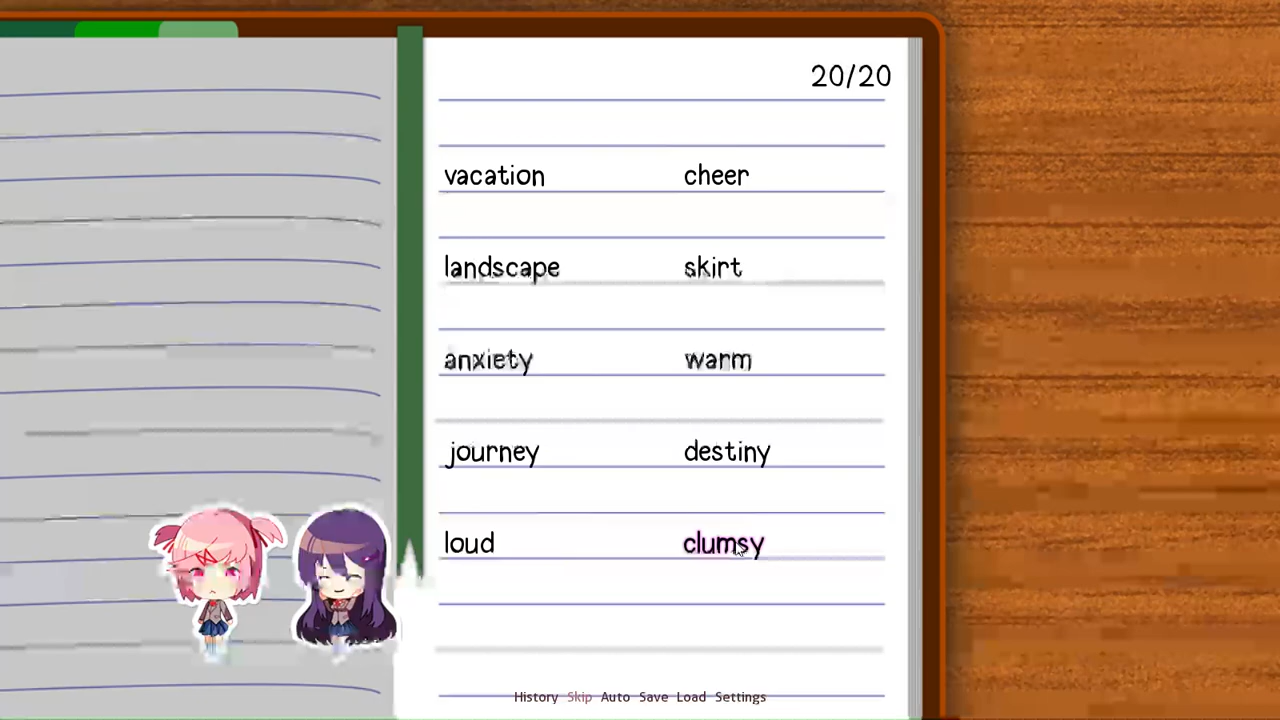 20/20
vacation cheer
landscape skirt
anxiety warm
journey destiny
loud clumsy
History Skip Auto Save Load Settings